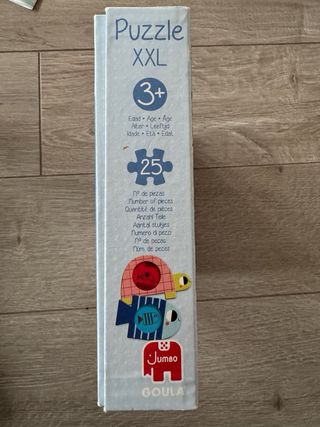 Puzzle
XXL
3+
Edad • Age • Âge
Alter • Leeftijd
Idade • Età • Edat
25
Nº de piezas
Number of pieces
Quantité de pièces
Anzahl Teile
Aantal stukjes
Numero di pezzi
Nº de peças
Núm. de peces
Jumbo
GOULA